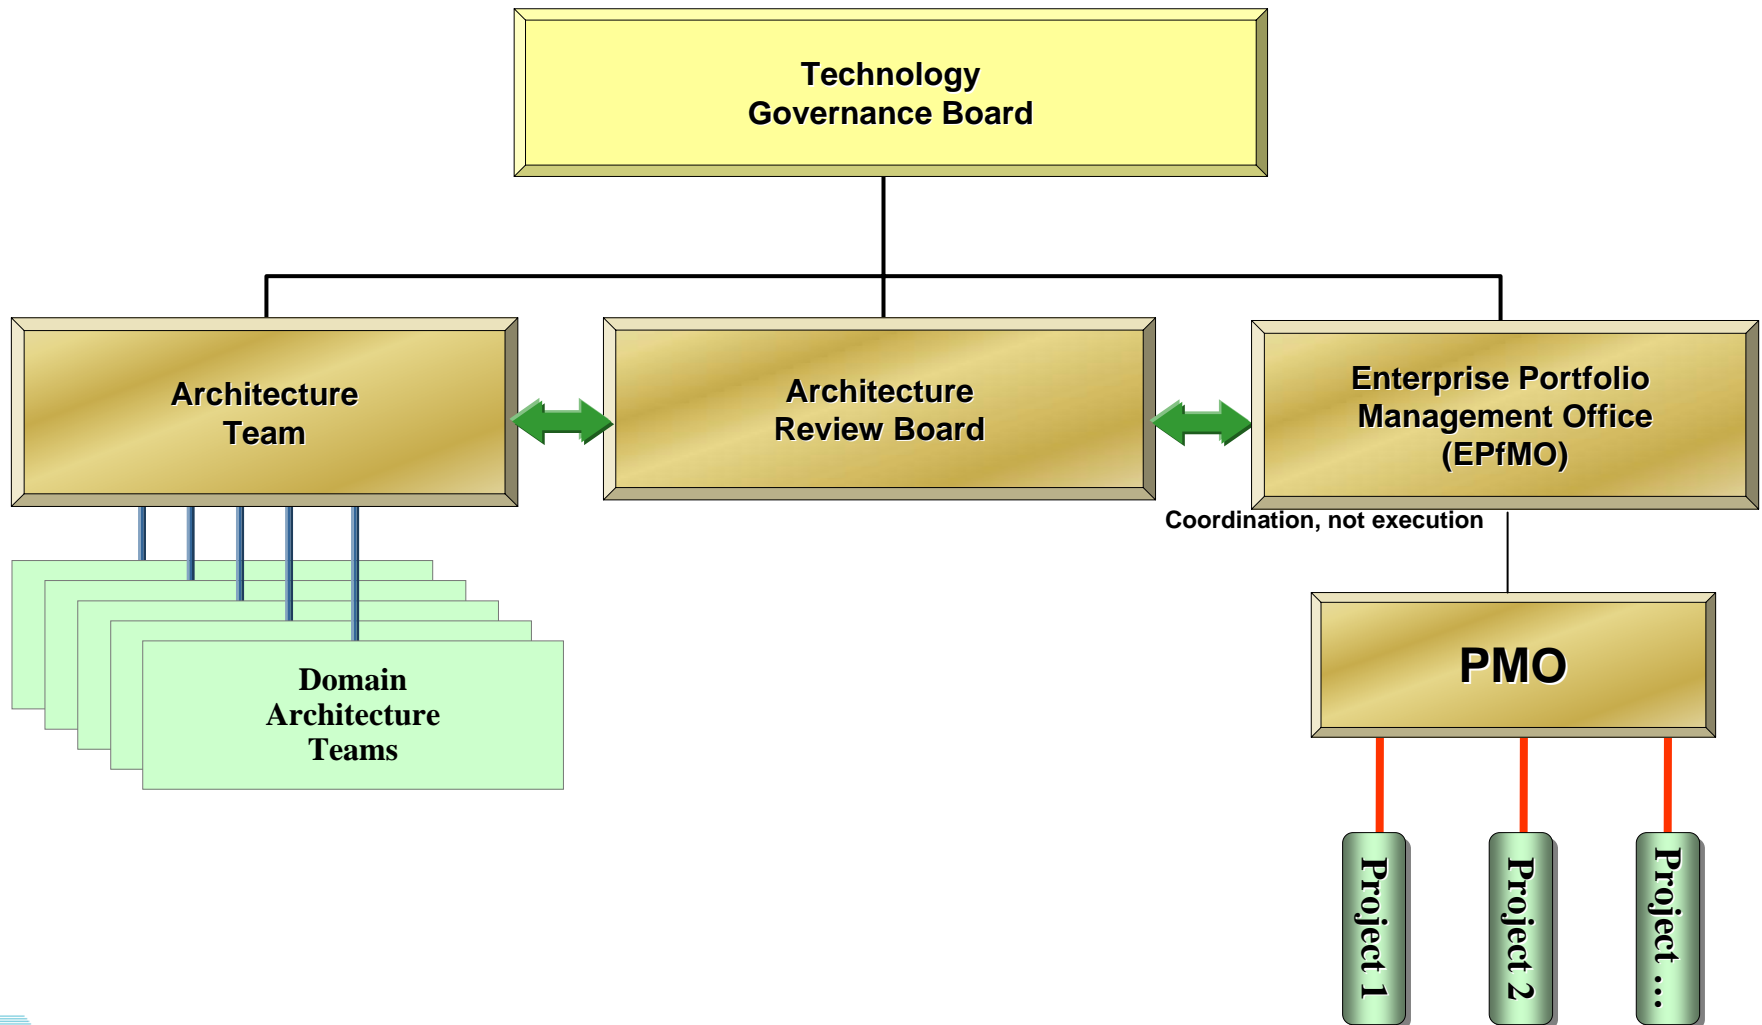 Technology
Governance Board
Architecture
Team
Architecture
Review Board
Enterprise Portfolio
Management Office
(EPfMO)
Coordination, not execution
Domain
Architecture
Teams
PMO
Project 1
Project 2
Project ...